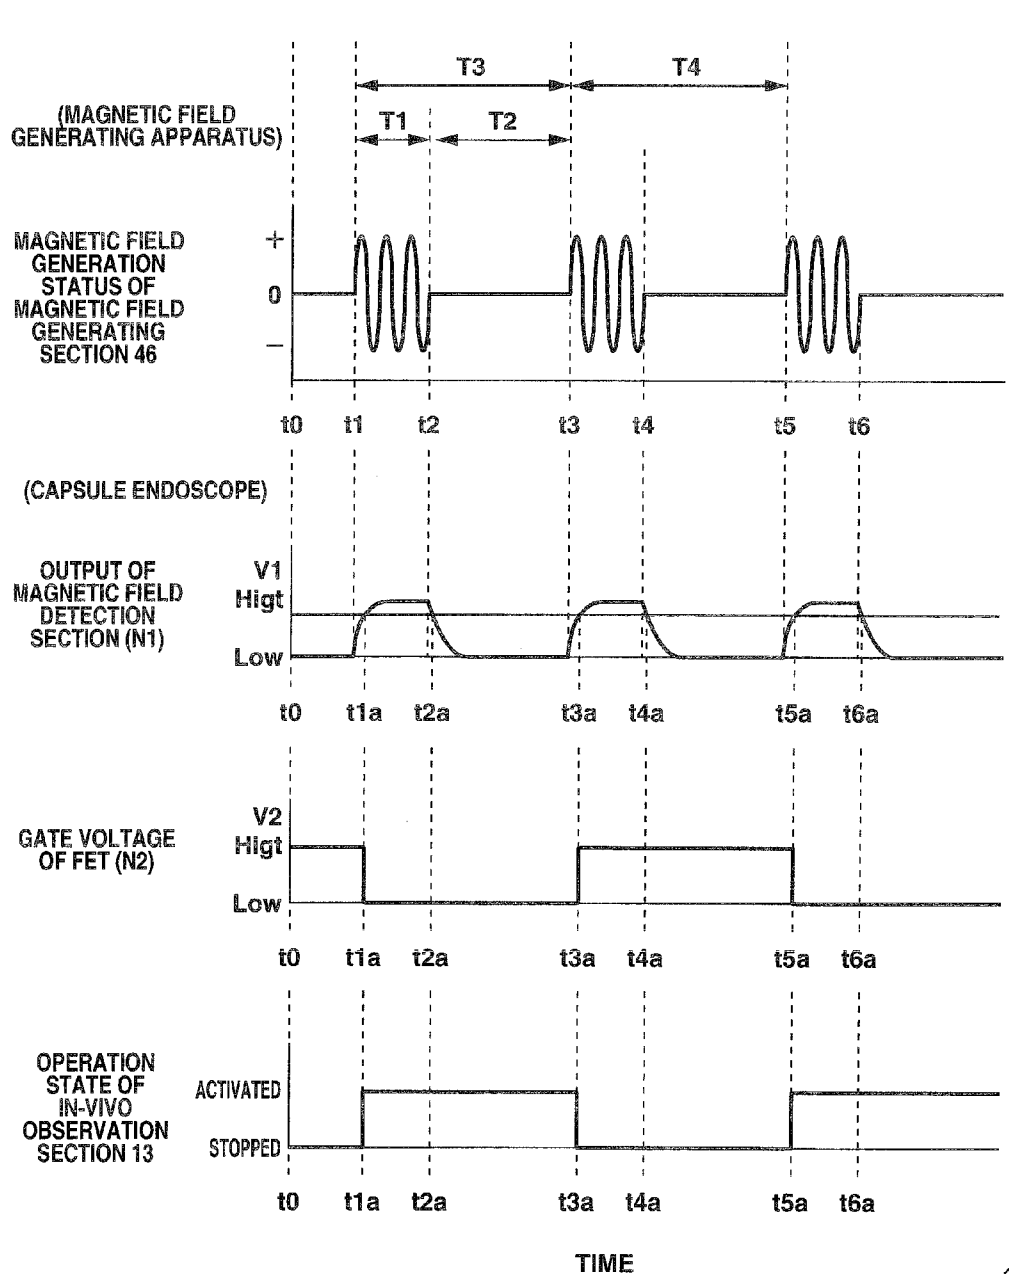 T3
T4
(MAGNETIC FIELD
GENERATING APPARATUS)
T1
T2
MAGNETIC FIELD
GENERATION
STATUS OF
MAGNETIC FIELD
GENERATING
SECTION 46
+
0
−
t0 t1 t2 t3 t4 t5 t6
(CAPSULE ENDOSCOPE)
OUTPUT OF
MAGNETIC FIELD
DETECTION
SECTION (N1)
V1
Higt
Low
t0 t1a t2a t3a t4a t5a t6a
GATE VOLTAGE
OF FET (N2)
V2
Higt
Low
t0 t1a t2a t3a t4a t5a t6a
OPERATION
STATE OF
IN-VIVO
OBSERVATION
SECTION 13
ACTIVATED
STOPPED
t0 t1a t2a t3a t4a t5a t6a
TIME